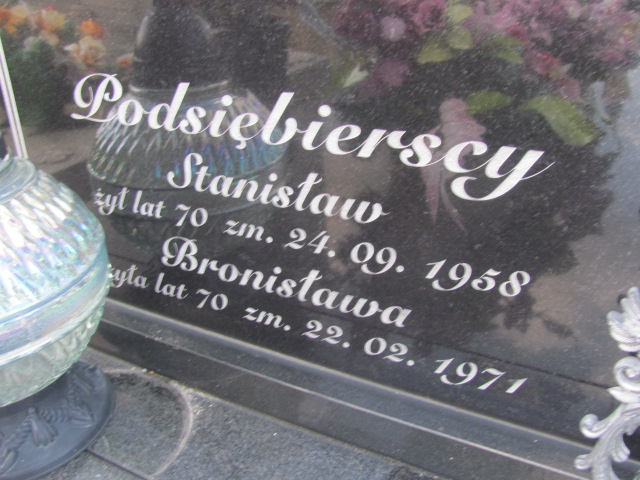 Podsiębierscy
Stanisław
żył lat 70 zm. 24. 09. 1958
Bronisława
żyła lat 70 zm. 22. 02. 1971